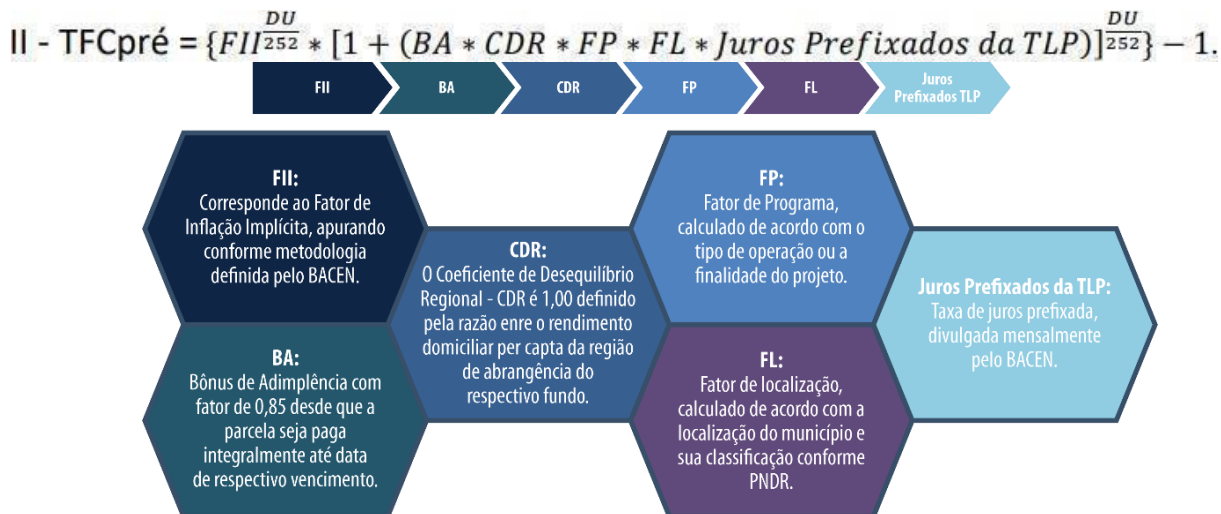 II - TFCpré = {FII^(DU/252) * [1 + (BA * CDR * FP * FL * Juros Prefixados da TLP)]^(DU/252)} − 1.
FII
BA
CDR
FP
FL
Juros
Prefixados TLP
FII:
Corresponde ao Fator de
Inflação Implícita, apurando
conforme metodologia
definida pelo BACEN.
BA:
Bônus de Adimplência com
fator de 0,85 desde que a
parcela seja paga
integralmente até data
de respectivo vencimento.
CDR:
O Coeficiente de Desequilíbrio
Regional - CDR é 1,00 definido
pela razão enre o rendimento
domiciliar per capta da região
de abrangência do
respectivo fundo.
FP:
Fator de Programa,
calculado de acordo com o
tipo de operação ou a
finalidade do projeto.
FL:
Fator de localização,
calculado de acordo com a
localização do município e
sua classificação conforme
PNDR.
Juros Prefixados da TLP:
Taxa de juros prefixada,
divulgada mensalmente
pelo BACEN.